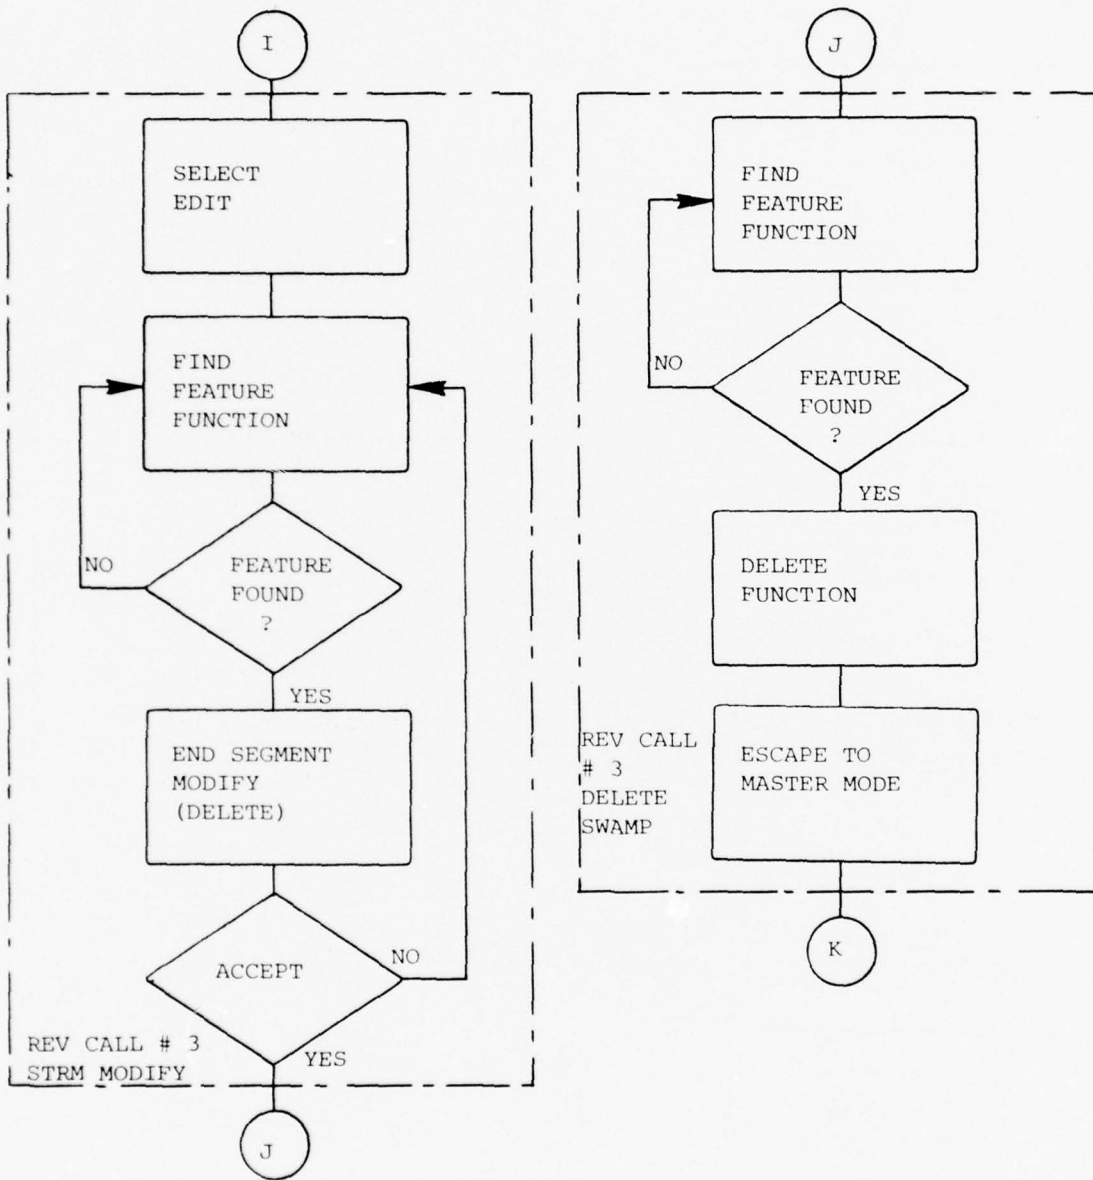 I
SELECT
EDIT
FIND
FEATURE
FUNCTION
NO
FEATURE
FOUND
?
YES
END SEGMENT
MODIFY
(DELETE)
ACCEPT
NO
YES
REV CALL # 3
STRM MODIFY
J
J
FIND
FEATURE
FUNCTION
NO
FEATURE
FOUND
?
YES
DELETE
FUNCTION
ESCAPE TO
MASTER MODE
REV CALL
# 3
DELETE
SWAMP
K